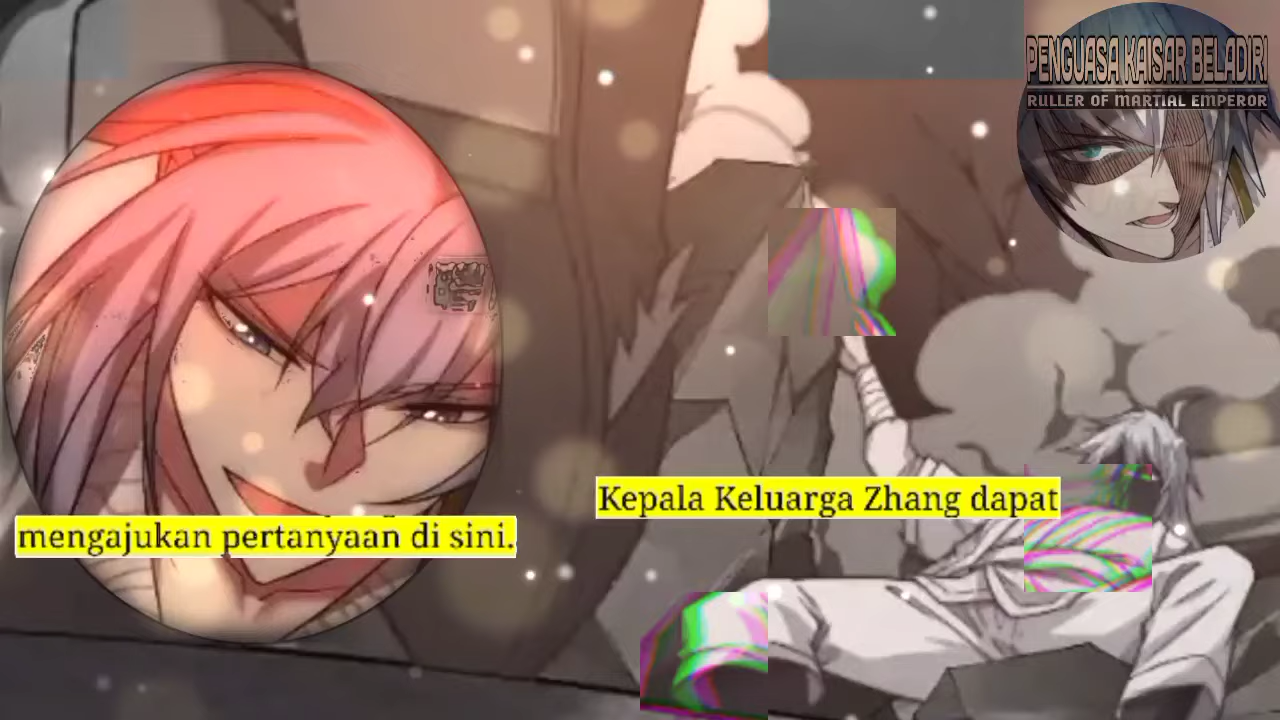 PENGUASA KAISAR BELADIRI
RULLER OF MARTIAL EMPEROR
Kepala Keluarga Zhang dapat
mengajukan pertanyaan di sini.